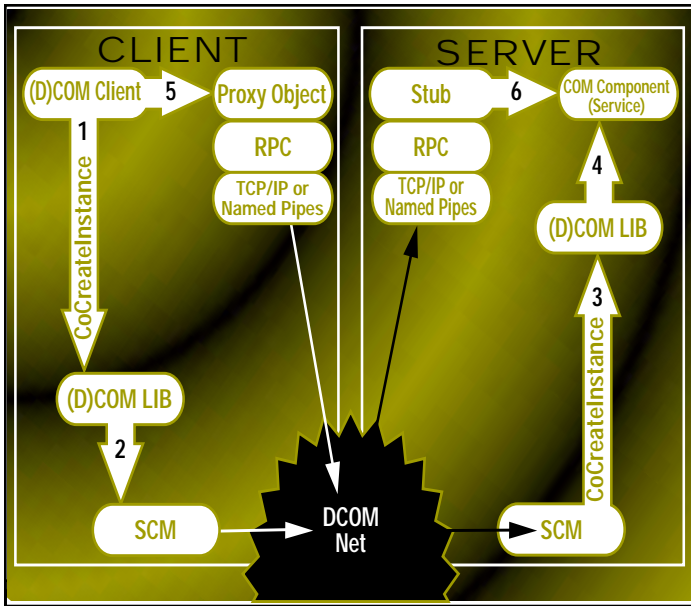 CLIENT
(D)COM Client
5
Proxy Object
RPC
TCP/IP or
Named Pipes
1
CoCreateInstance
(D)COM LIB
2
SCM
DCOM
Net
SERVER
Stub
6
COM Component
(Service)
RPC
TCP/IP or
Named Pipes
4
(D)COM LIB
3
CoCreateInstance
SCM